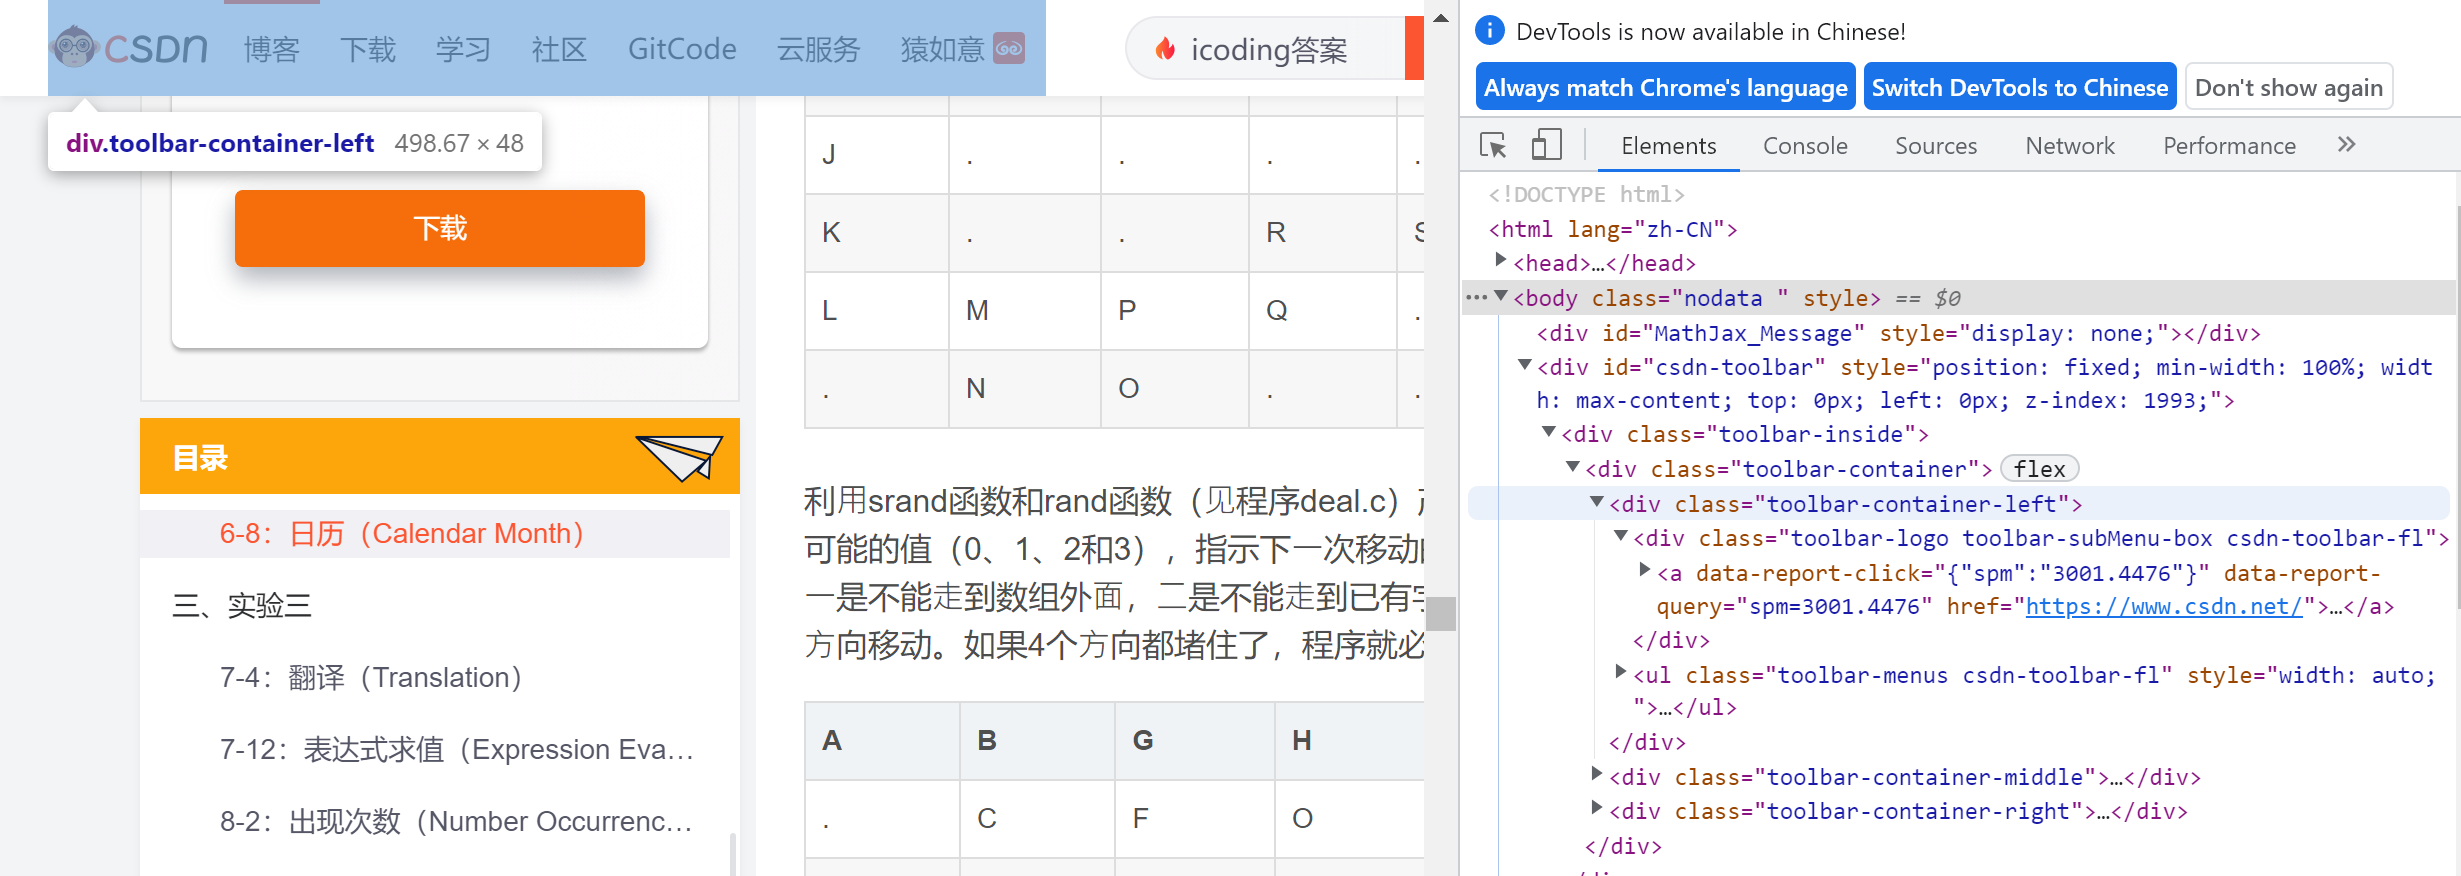 CSDN 博客 下载 学习 社区 GitCode 云服务 猿如意
icoding答案
div.toolbar-container-left 498.67 × 48
下载
目录
6-8：日历（Calendar Month）
三、实验三
7-4：翻译（Translation）
7-12：表达式求值（Expression Eva...
8-2：出现次数（Number Occurrenc...
J . . . .
K . . R S
L M P Q .
. N O . .
利用srand函数和rand函数（见程序deal.c）
可能的值（0、1、2和3），指示下一次移动
一是不能走到数组外面，二是不能走到已有
方向移动。如果4个方向都堵住了，程序就必
A B G H
. C F O
DevTools is now available in Chinese!
Always match Chrome's language Switch DevTools to Chinese Don't show again
Elements Console Sources Network Performance »
<!DOCTYPE html>
<html lang="zh-CN">
<head>…</head>
<body class="nodata " style> == $0
<div id="MathJax_Message" style="display: none;"></div>
<div id="csdn-toolbar" style="position: fixed; min-width: 100%; widt
h: max-content; top: 0px; left: 0px; z-index: 1993;">
<div class="toolbar-inside">
<div class="toolbar-container"> flex
<div class="toolbar-container-left">
<div class="toolbar-logo toolbar-subMenu-box csdn-toolbar-fl">
<a data-report-click="{"spm":"3001.4476"}" data-report-
query="spm=3001.4476" href="https://www.csdn.net/">…</a>
</div>
<ul class="toolbar-menus csdn-toolbar-fl" style="width: auto;
">…</ul>
</div>
<div class="toolbar-container-middle">…</div>
<div class="toolbar-container-right">…</div>
</div>